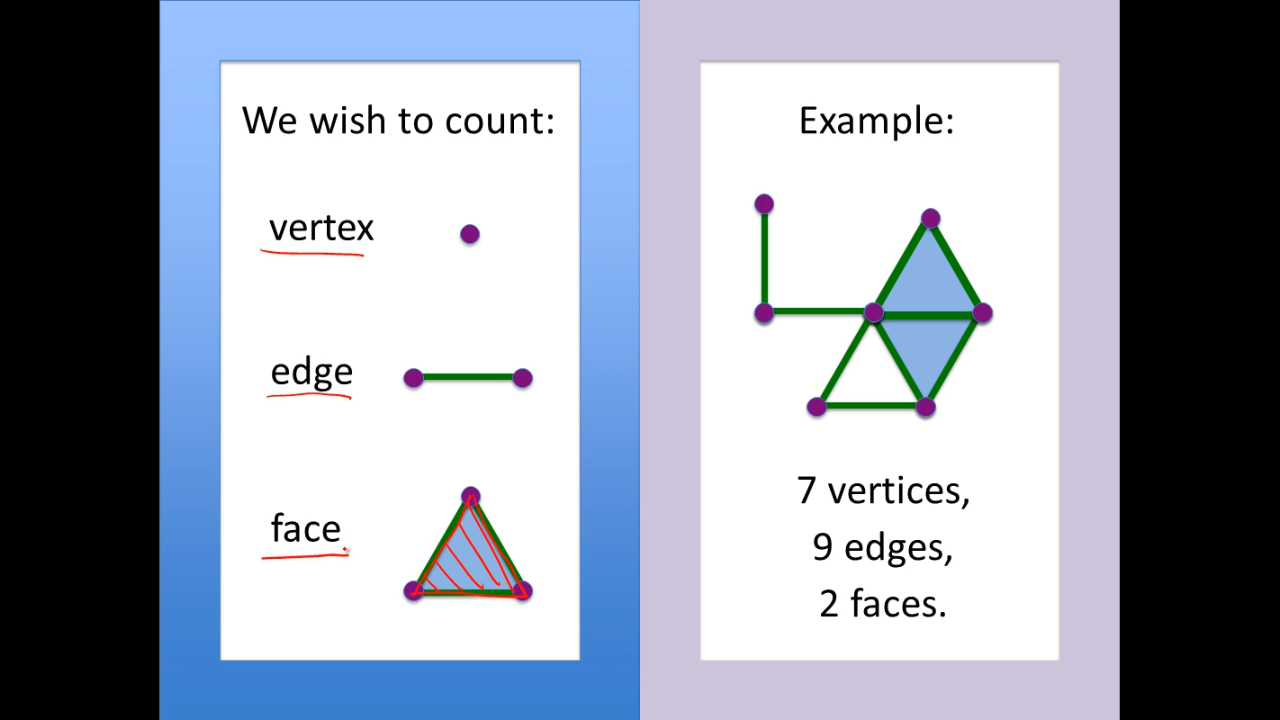 We wish to count:
vertex
edge
face
Example:
7 vertices,
9 edges,
2 faces.